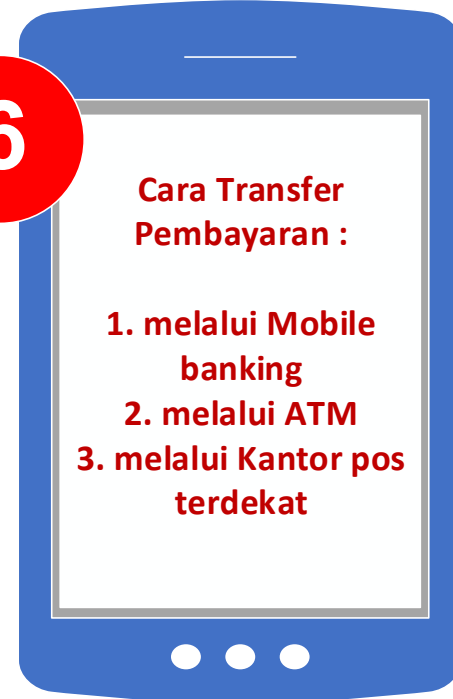 6
Cara Transfer
Pembayaran :
1. melalui Mobile
banking
2. melalui ATM
3. melalui Kantor pos
terdekat